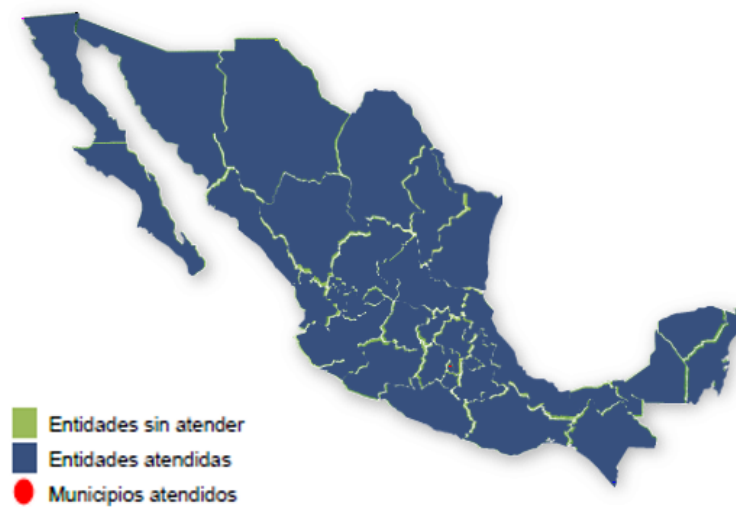 Entidades sin atender
Entidades atendidas
Municipios atendidos